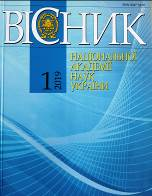 ВІСНИК
НАЦІОНАЛЬНОЇ
АКАДЕМІЇ
НАУК
УКРАЇНИ
1
2019